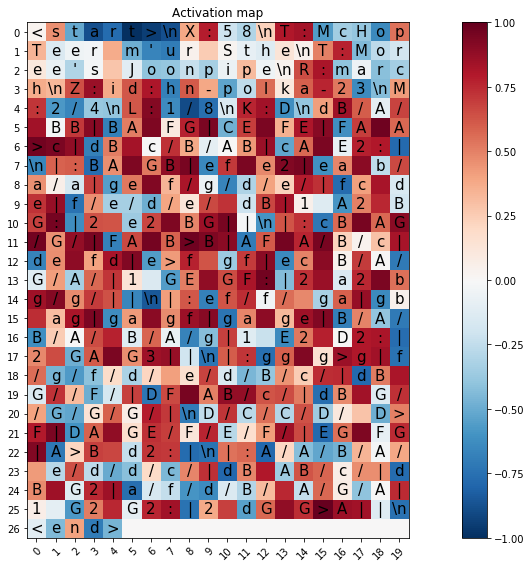 Activation map
0 < s t a r t > \n X : 5 8 \n T : M c H o p
1 T e e r m ' u r S t h e \n T : M o r
2 e e ' s J o o n p i p e \n R : m a r c
3 h \n Z : i d : h n - p o l k a - 2 3 \n M
4 : 2 / 4 \n L : 1 / 8 \n K : D \n d B / A /
5 B B | B A F G | C E F E | F A A
6 > c | d B c / B / A B | c A E 2 : |
7 \n | : B A G B | e f e 2 | e a b /
8 a / a | g e f / g / d / e / | f c d
9 e | f / e / d / e / d B | 1 A 2 B
10 G : | 2 e 2 B G | | \n | : c B A G
11 / G / | F A B > B | A F A / B / c |
12 d e f d | e > f g f | e c B / A /
13 G / A / | 1 G E G F : | 2 a 2 b
14 g g / | | \n | : e f / f / g a | g b
15 a g | g a g f | g a g e | B / A /
16 B / A / B / A / g | 1 E 2 D 2 : |
17 2 G A G 3 | | \n | : g g g > g | f
18 / g / f / d / e / d / B / c / | d B
19 G / / F / | D F A B / c / | d B G /
20 / G / G / G / | \n D / C / C / D / D >
21 F | D A G E / F / E / F / | E G F G
22 | A > B d 2 : | \n | : A / A / B / A /
23 e / d / d / c / | d B A B / c / | d
24 B G 2 | a / f / d / B / A / G / A |
25 1 G 2 G 2 : | 2 d G G > A | | \n
26 < e n d >
0 1 2 3 4 5 6 7 8 9 10 11 12 13 14 15 16 17 18 19
1.00
0.75
0.50
0.25
0.00
−0.25
−0.50
−0.75
−1.00